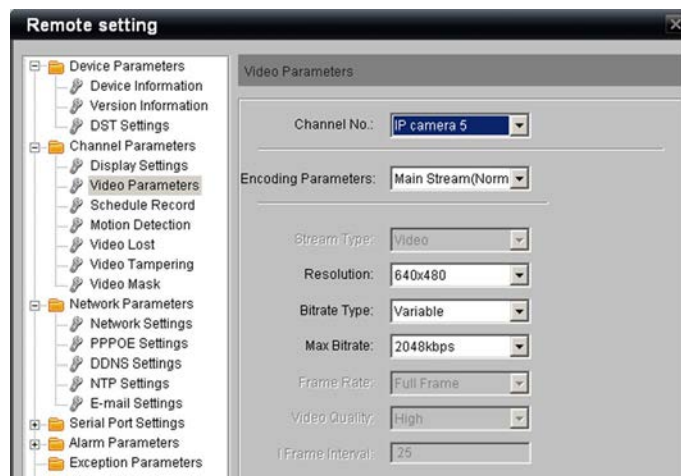 Remote setting
Device Parameters
Device Information
Version Information
DST Settings
Channel Parameters
Display Settings
Video Parameters
Schedule Record
Motion Detection
Video Lost
Video Tampering
Video Mask
Network Parameters
Network Settings
PPPOE Settings
DDNS Settings
NTP Settings
E-mail Settings
Serial Port Settings
Alarm Parameters
Exception Parameters
Video Parameters
Channel No.: IP camera 5
Encoding Parameters: Main Stream(Norm
Stream Type: Video
Resolution: 640x480
Bitrate Type: Variable
Max Bitrate: 2048kbps
Frame Rate: Full Frame
Video Quality: High
I Frame Interval: 25